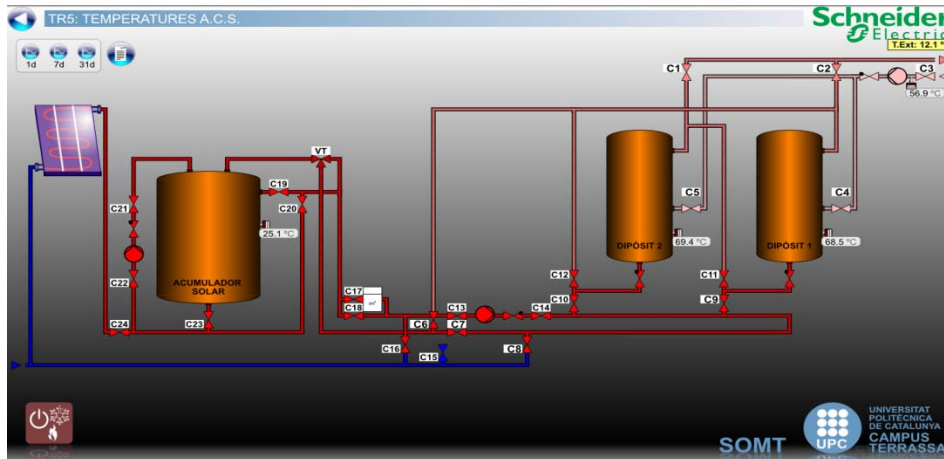 TR5: TEMPERATURES A.C.S.
Schneider
Electric
T.Ext: 12.1 °
1d 7d 31d
C1
C2
C3
56.9 °C
VT
C19
C20
C21
C5
C4
25.1 °C
DIPÒSIT 2
69.4 °C
DIPÒSIT 1
68.5 °C
C22
ACUMULADOR
SOLAR
C12
C11
C17
C18
C10
C9
C13
C14
C23
C24
C6
C7
C16
C15
C8
SOMT
UPC
UNIVERSITAT
POLITÈCNICA
DE CATALUNYA
CAMPUS
TERRASSA